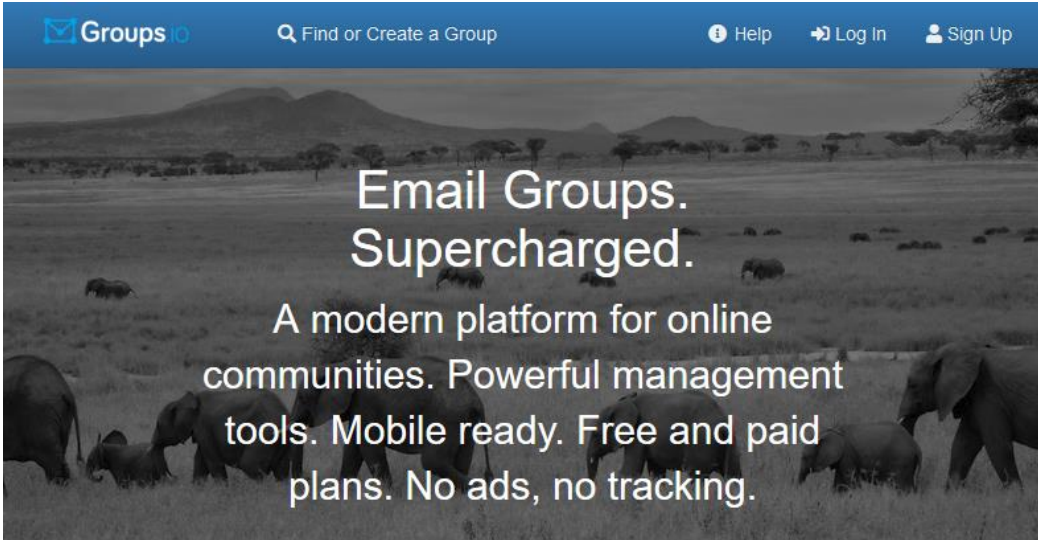 Groups.io
Find or Create a Group
Help
Log In
Sign Up
Email Groups.
Supercharged.
A modern platform for online
communities. Powerful management
tools. Mobile ready. Free and paid
plans. No ads, no tracking.